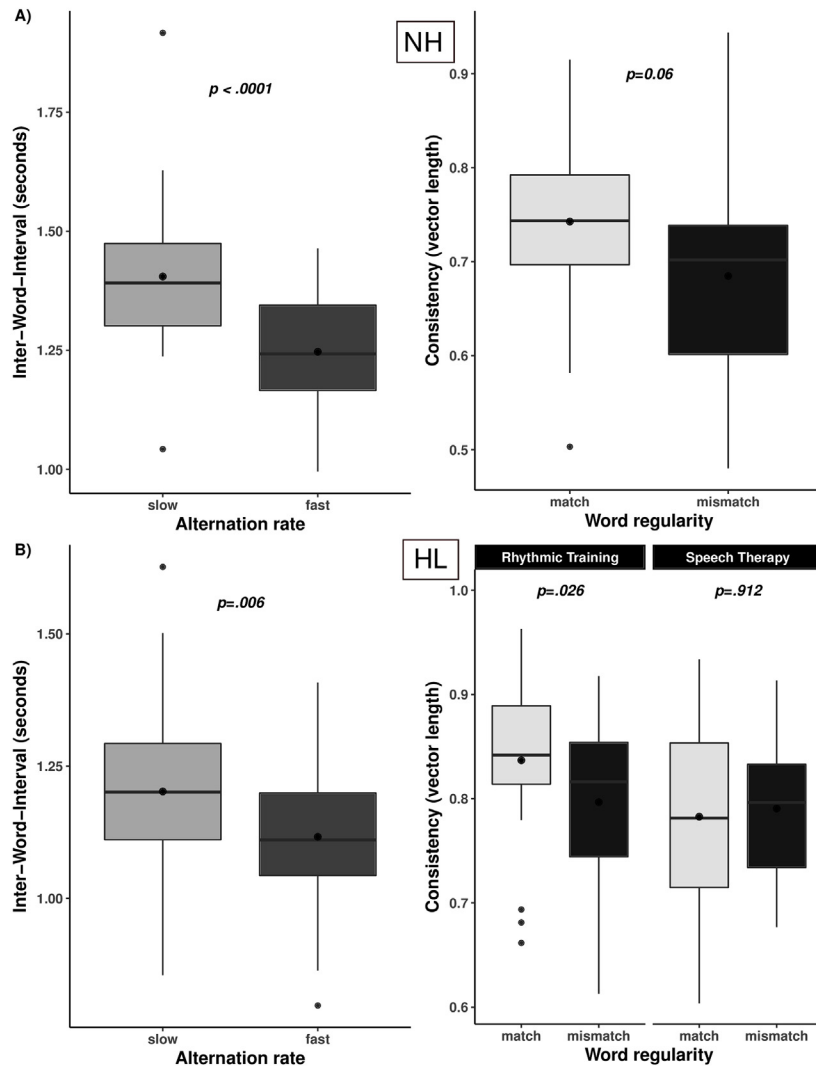 A)
NH
p < .0001
p=0.06
Inter−Word−Interval (seconds)
1.75
1.50
1.25
1.00
slow
fast
Alternation rate
Consistency (vector length)
0.9
0.8
0.7
0.6
0.5
match
mismatch
Word regularity
B)
HL
p=.006
Inter−Word−Interval (seconds)
1.50
1.25
1.00
slow
fast
Alternation rate
Rhythmic Training
Speech Therapy
p=.026
p=.912
Consistency (vector length)
1.0
0.9
0.8
0.7
0.6
match
mismatch
match
mismatch
Word regularity